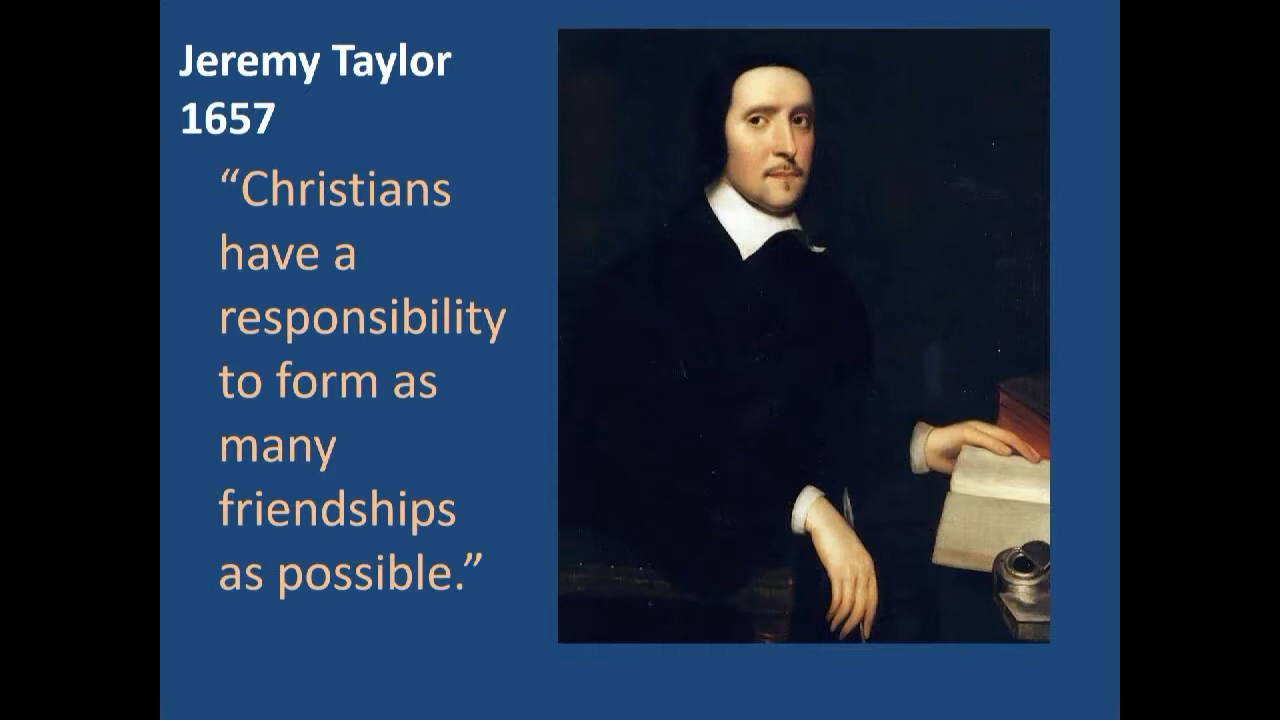 Jeremy Taylor
1657
“Christians
have a
responsibility
to form as
many
friendships
as possible.”